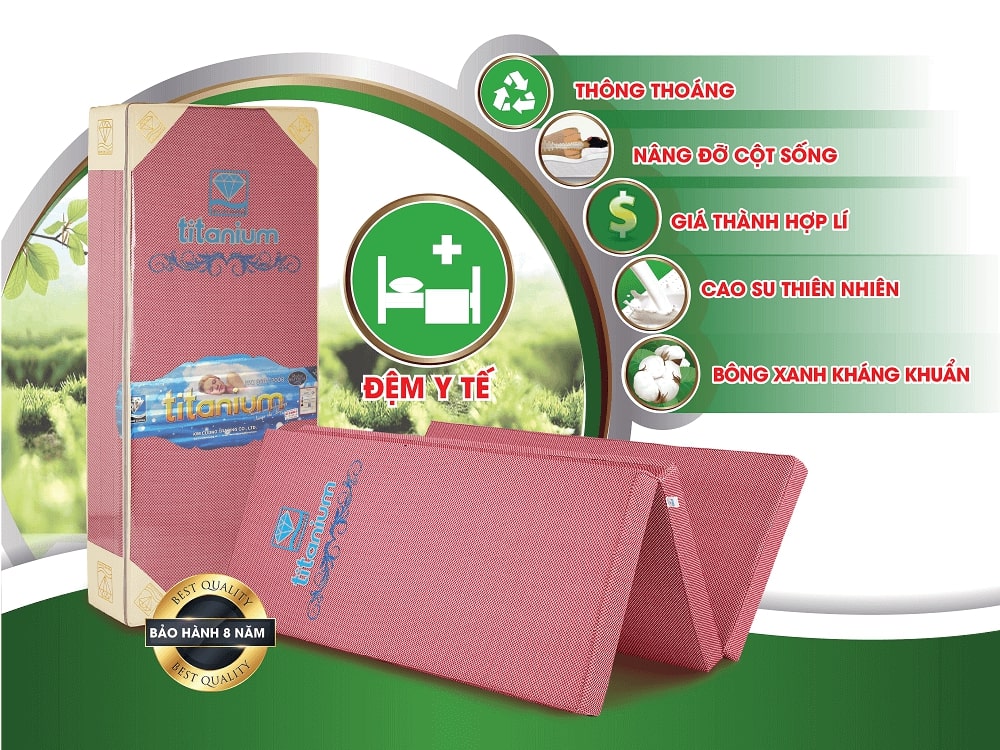 THÔNG THOÁNG
NÂNG ĐỠ CỘT SỐNG
GIÁ THÀNH HỢP LÍ
CAO SU THIÊN NHIÊN
BÔNG XANH KHÁNG KHUẨN
titanium
ĐỆM Y TẾ
titanium
titanium
BEST QUALITY
BẢO HÀNH 8 NĂM
BEST QUALITY